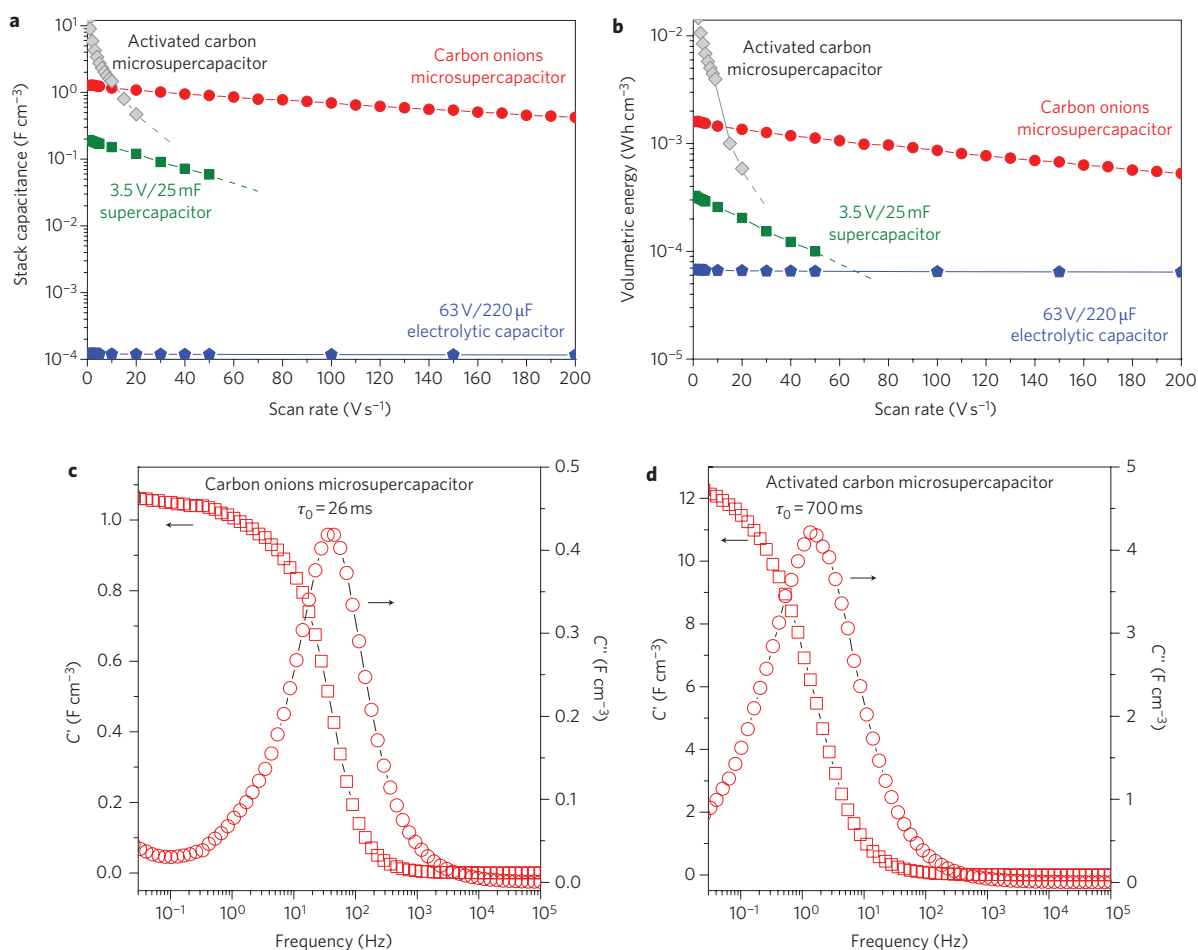 a
Stack capacitance (F cm⁻³)
10¹
10⁰
10⁻¹
10⁻²
10⁻³
10⁻⁴
Activated carbon
microsupercapacitor
Carbon onions
microsupercapacitor
3.5 V/25 mF
supercapacitor
63 V/220 μF
electrolytic capacitor
0 20 40 60 80 100 120 140 160 180 200
Scan rate (V s⁻¹)
b
Volumetric energy (Wh cm⁻³)
10⁻²
10⁻³
10⁻⁴
10⁻⁵
Activated carbon
microsupercapacitor
Carbon onions
microsupercapacitor
3.5 V/25 mF
supercapacitor
63 V/220 μF
electrolytic capacitor
0 20 40 60 80 100 120 140 160 180 200
Scan rate (V s⁻¹)
c
Carbon onions microsupercapacitor
τ₀ = 26 ms
C' (F cm⁻³)
1.0
0.8
0.6
0.4
0.2
0.0
C'' (F cm⁻³)
0.5
0.4
0.3
0.2
0.1
0.0
10⁻¹ 10⁰ 10¹ 10² 10³ 10⁴ 10⁵
Frequency (Hz)
d
Activated carbon microsupercapacitor
τ₀ = 700 ms
C' (F cm⁻³)
12
10
8
6
4
2
0
C'' (F cm⁻³)
5
4
3
2
1
0
10⁻¹ 10⁰ 10¹ 10² 10³ 10⁴ 10⁵
Frequency (Hz)